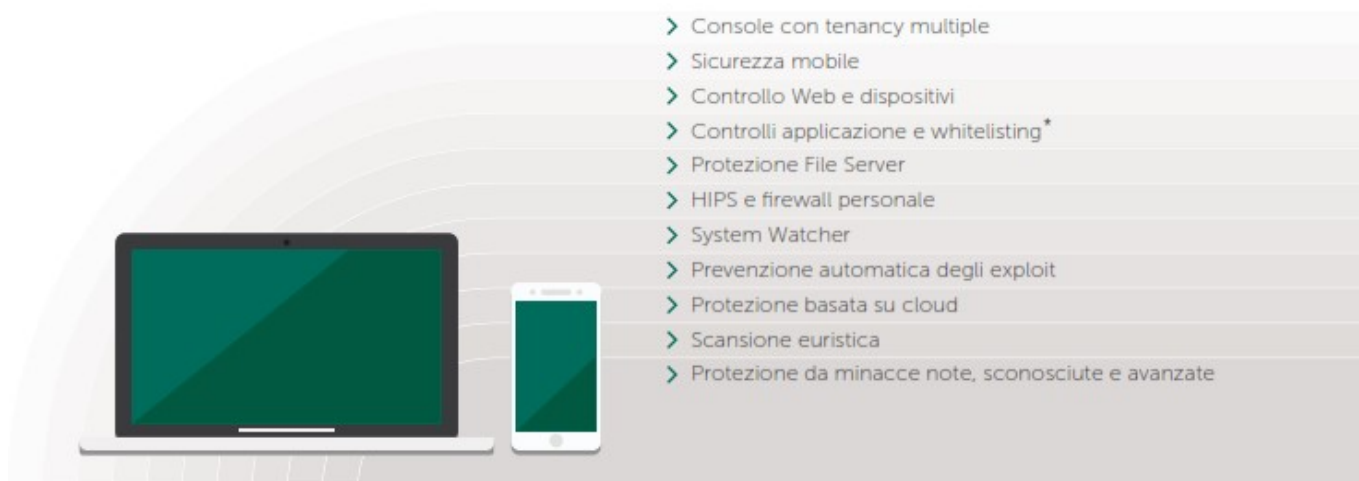 Console con tenancy multiple
Sicurezza mobile
Controllo Web e dispositivi
Controlli applicazione e whitelisting*
Protezione File Server
HIPS e firewall personale
System Watcher
Prevenzione automatica degli exploit
Protezione basata su cloud
Scansione euristica
Protezione da minacce note, sconosciute e avanzate